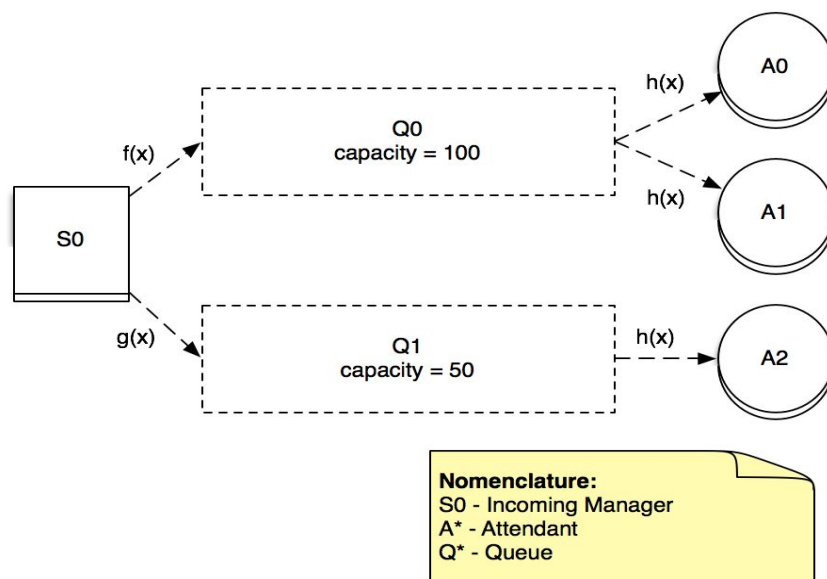 A0
h(x)
Q0
capacity = 100
f(x)
h(x)
A1
S0
g(x)
Q1
capacity = 50
h(x)
A2
Nomenclature:
S0 - Incoming Manager
A* - Attendant
Q* - Queue